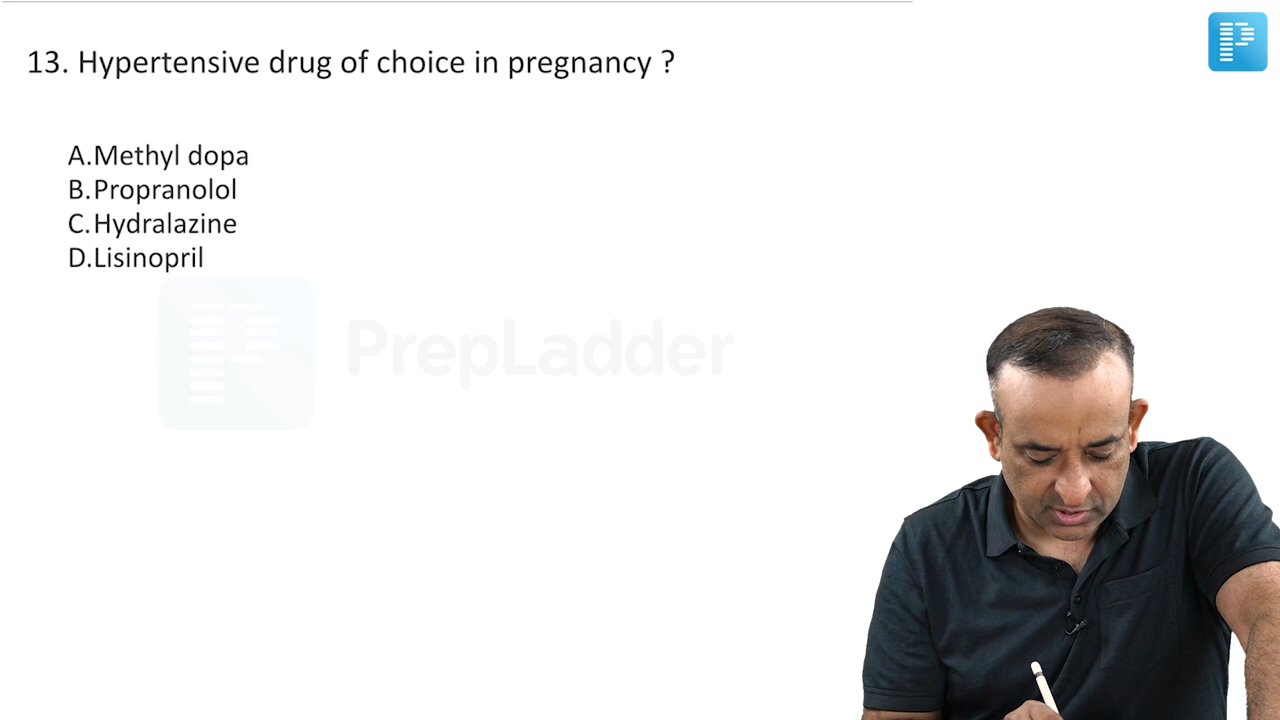 13. Hypertensive drug of choice in pregnancy ?
A.Methyl dopa
B.Propranolol
C.Hydralazine
D.Lisinopril
PrepLadder